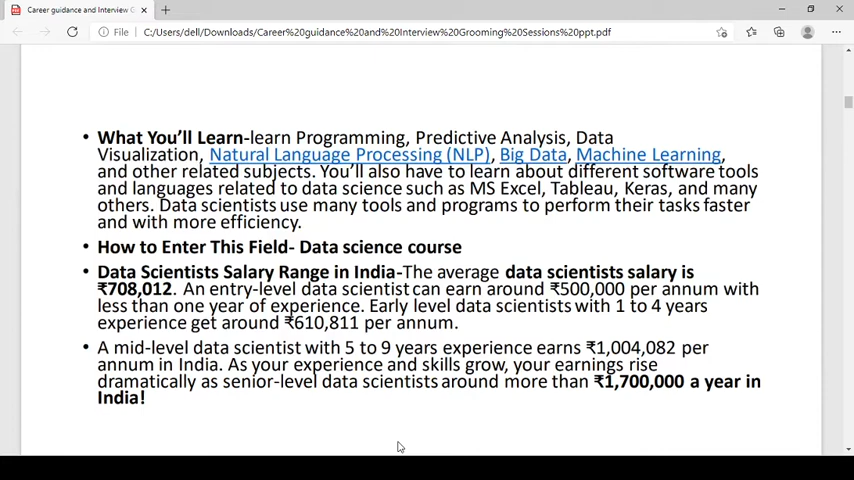 Career guidance and Interview G
File
C:/Users/dell/Downloads/Career%20guidance%20and%20Interview%20Grooming%20Sessions%20ppt.pdf
• What You'll Learn-learn Programming, Predictive Analysis, Data
Visualization, Natural Language Processing (NLP), Big Data, Machine Learning,
and other related subjects. You'll also have to learn about different software tools
and languages related to data science such as MS Excel, Tableau, Keras, and many
others. Data scientists use many tools and programs to perform their tasks faster
and with more efficiency.
• How to Enter This Field- Data science course
• Data Scientists Salary Range in India-The average data scientists salary is
₹708,012. An entry-level data scientist can earn around ₹500,000 per annum with
less than one year of experience. Early level data scientists with 1 to 4 years
experience get around ₹610,811 per annum.
• A mid-level data scientist with 5 to 9 years experience earns ₹1,004,082 per
annum in India. As your experience and skills grow, your earnings rise
dramatically as senior-level data scientists around more than ₹1,700,000 a year in
India!